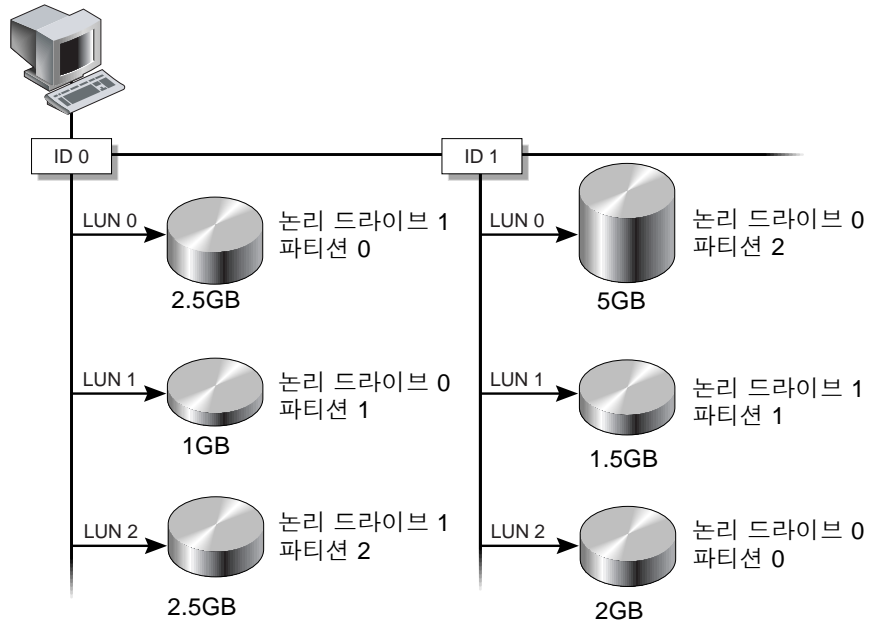 ID 0
ID 1
LUN 0
논리 드라이브 1
파티션 0
2.5GB
LUN 0
논리 드라이브 0
파티션 2
5GB
LUN 1
논리 드라이브 0
파티션 1
1GB
LUN 1
논리 드라이브 1
파티션 1
1.5GB
LUN 2
논리 드라이브 1
파티션 2
2.5GB
LUN 2
논리 드라이브 0
파티션 0
2GB